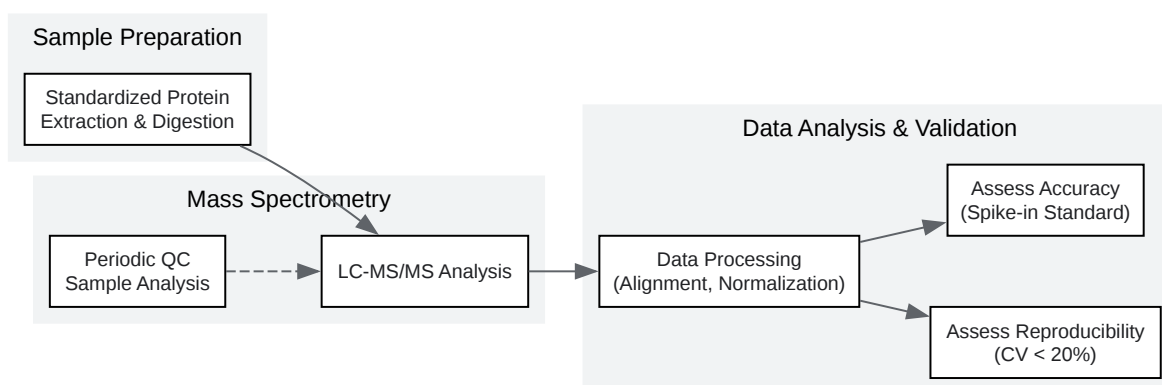 Sample Preparation
Standardized Protein
Extraction & Digestion
Mass Spectrometry
Periodic QC
Sample Analysis
LC-MS/MS Analysis
Data Analysis & Validation
Data Processing
(Alignment, Normalization)
Assess Accuracy
(Spike-in Standard)
Assess Reproducibility
(CV < 20%)